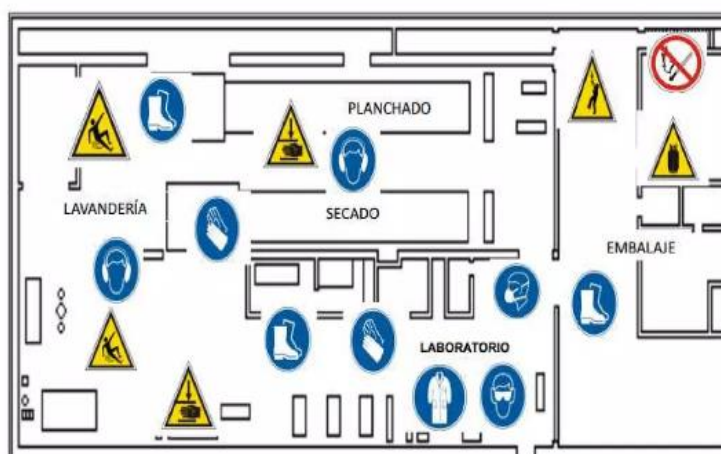 PLANCHADO
LAVANDERÍA
SECADO
EMBALAJE
LABORATORIO